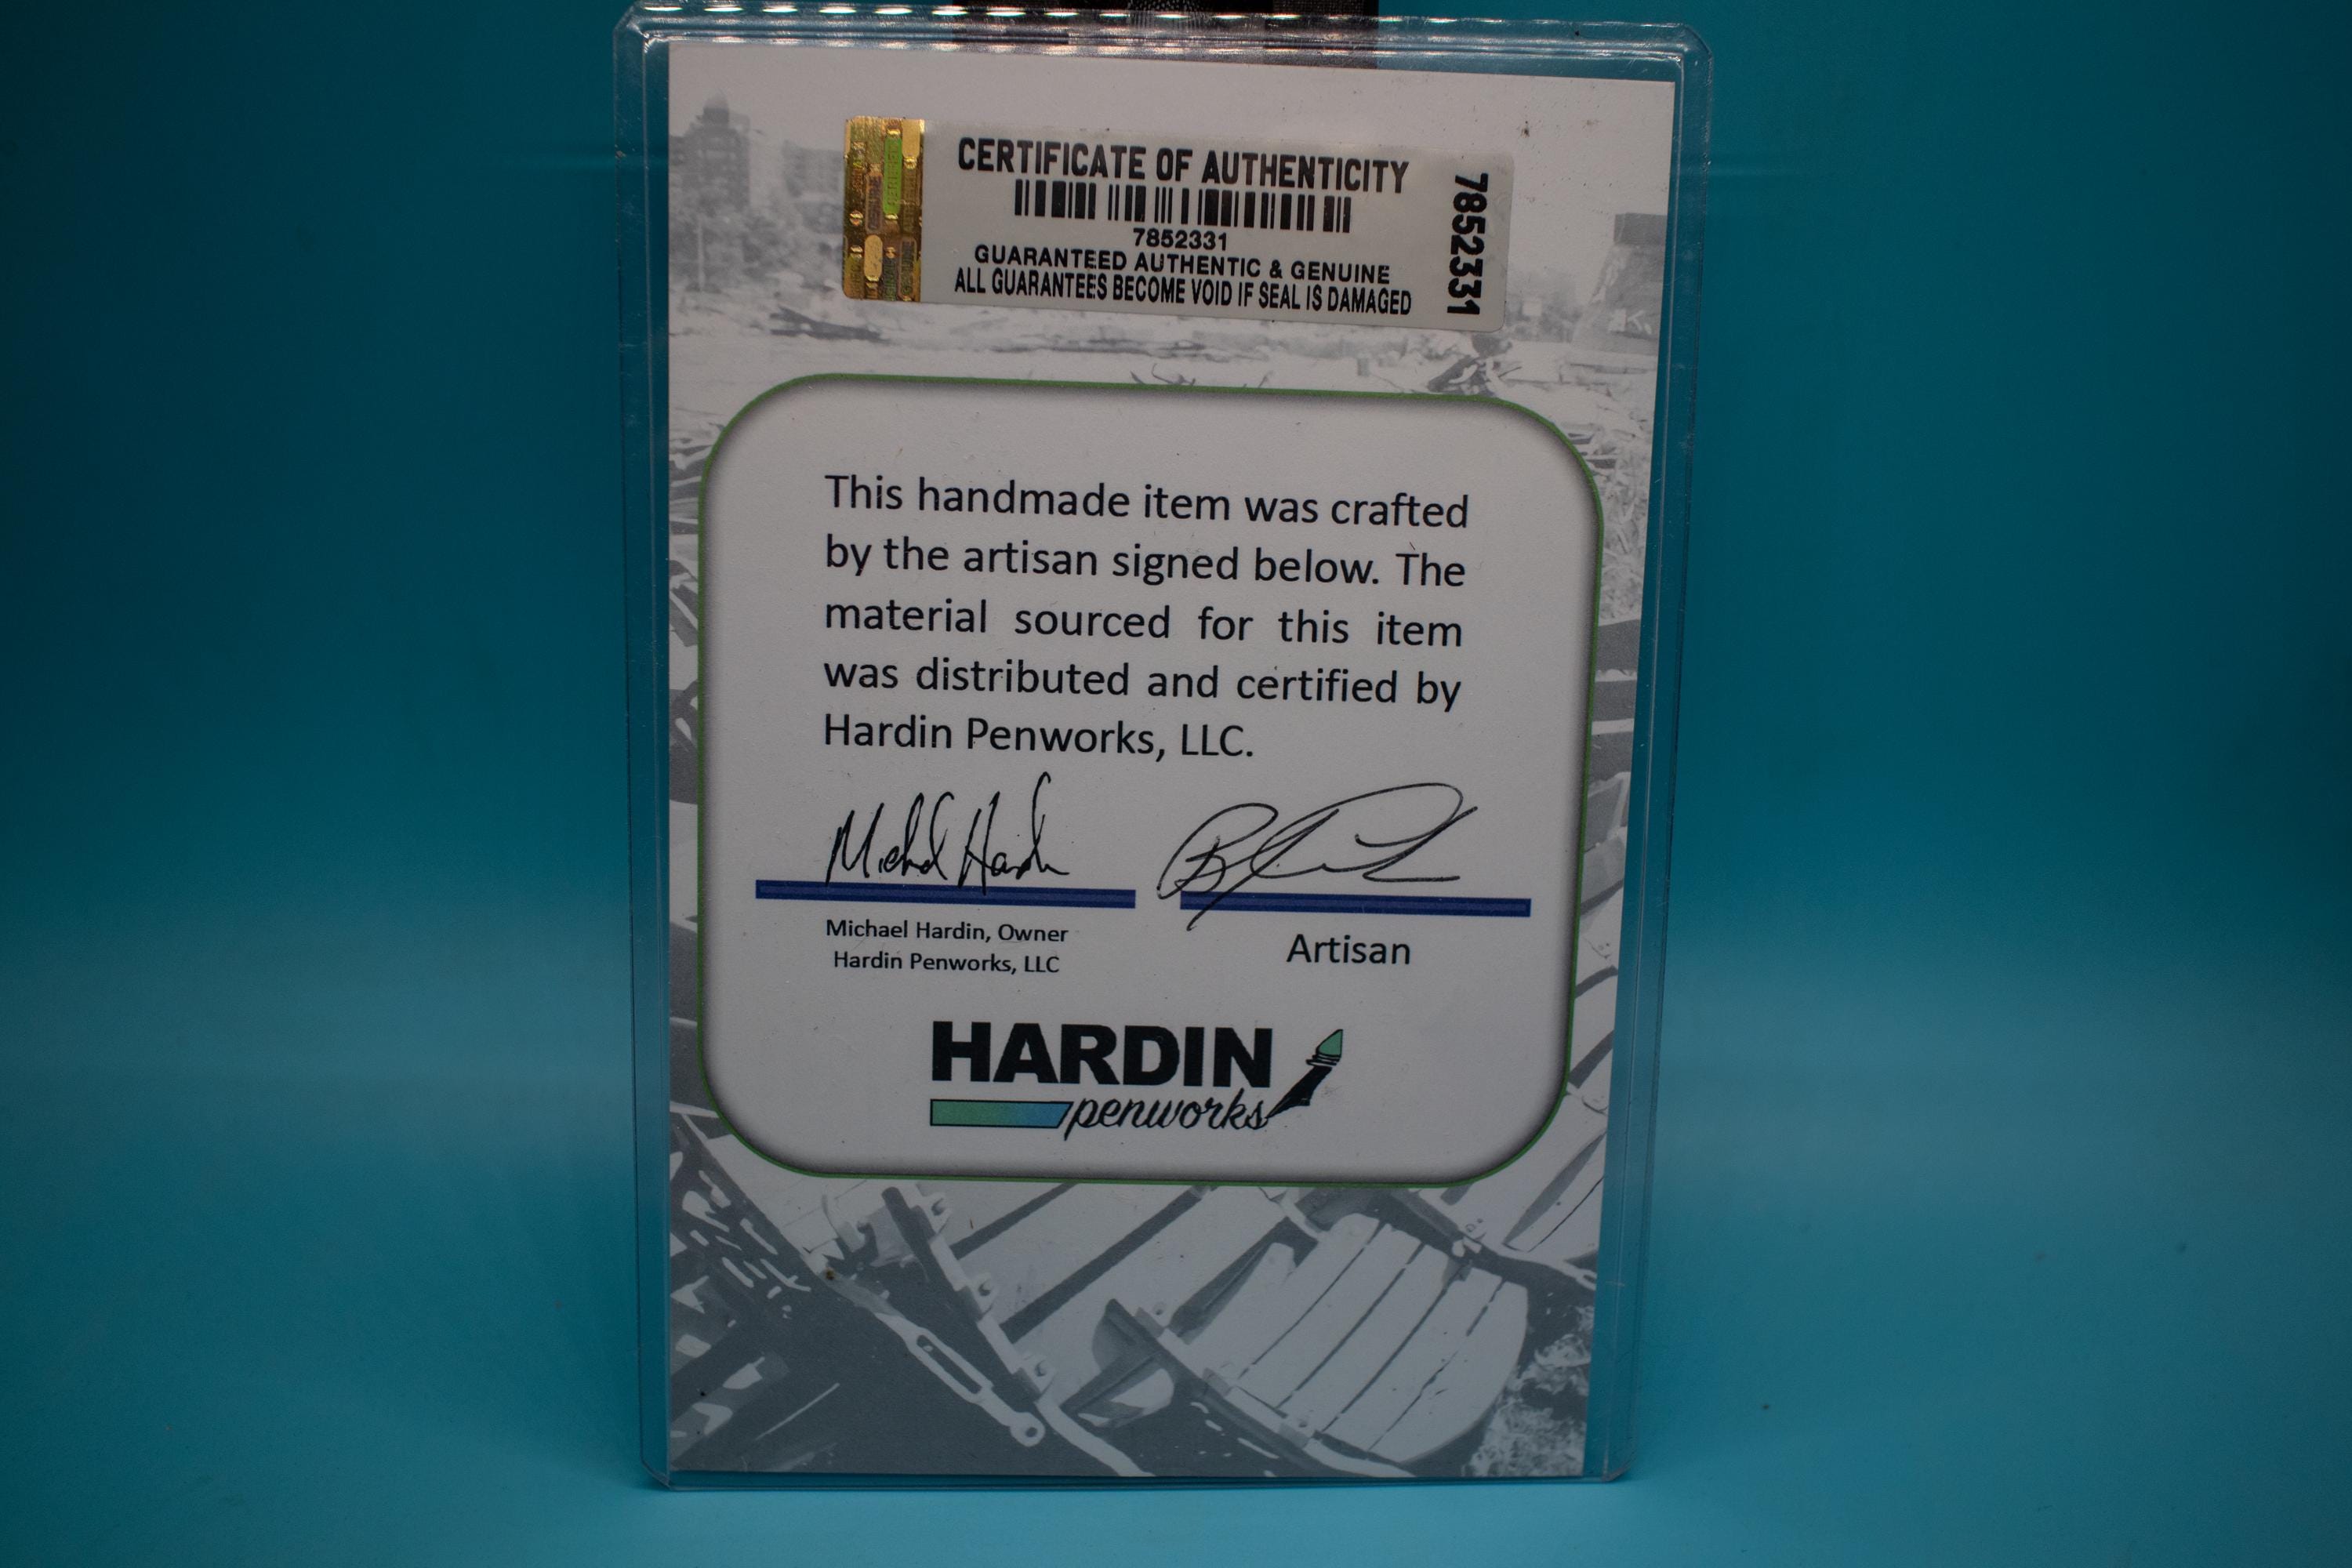 CERTIFICATE OF AUTHENTICITY
7852331
GUARANTEED AUTHENTIC & GENUINE
ALL GUARANTEES BECOME VOID IF SEAL IS DAMAGED
7852331
This handmade item was crafted
by the artisan signed below. The
material sourced for this item
was distributed and certified by
Hardin Penworks, LLC.
Michael Hardin
Michael Hardin, Owner
Hardin Penworks, LLC
Artisan
HARDIN
penworks